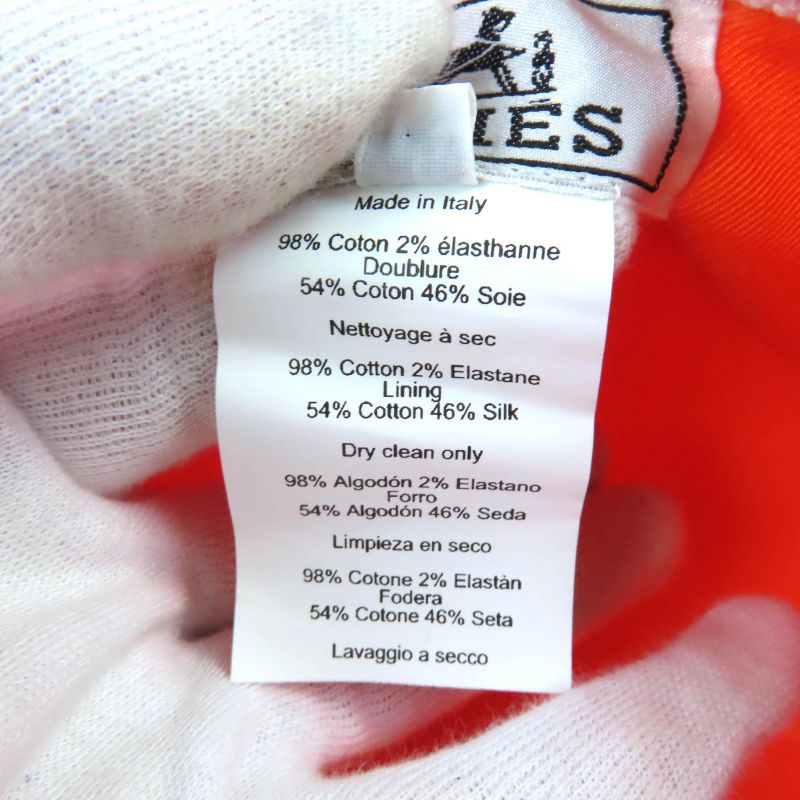 MES
Made in Italy
98% Coton 2% élasthanne
Doublure
54% Coton 46% Soie
Nettoyage à sec
98% Cotton 2% Elastane
Lining
54% Cotton 46% Silk
Dry clean only
98% Algodón 2% Elastano
Forro
54% Algodón 46% Seda
Limpieza en seco
98% Cotone 2% Elastàn
Fodera
54% Cotone 46% Seta
Lavaggio a secco